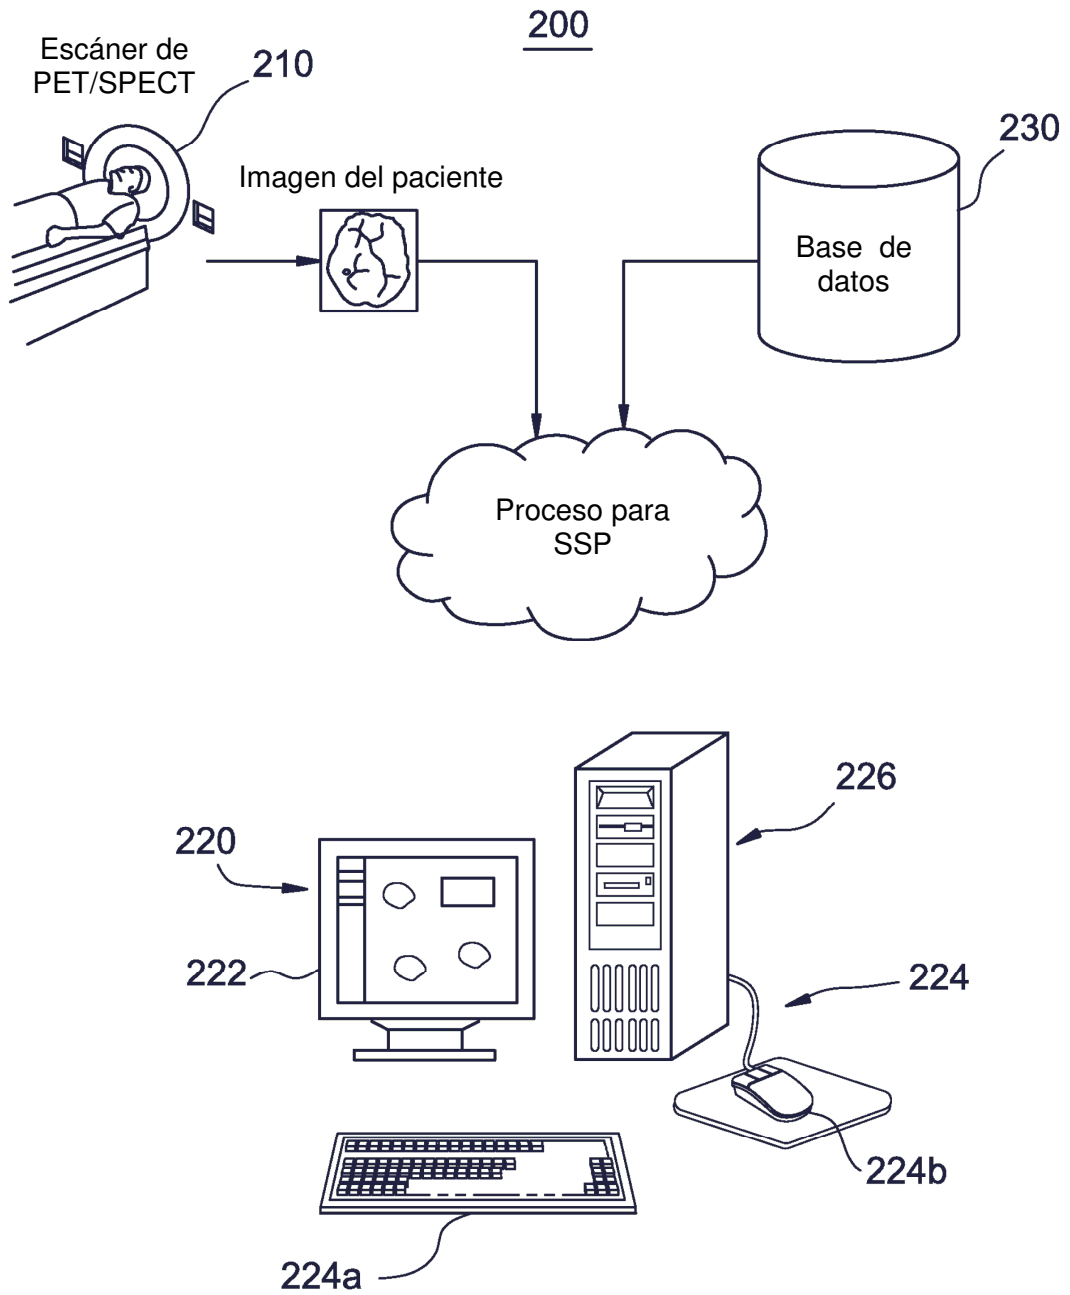 200
Escáner de
PET/SPECT
210
Imagen del paciente
230
Base de
datos
Proceso para
SSP
226
220
222
224
224b
224a